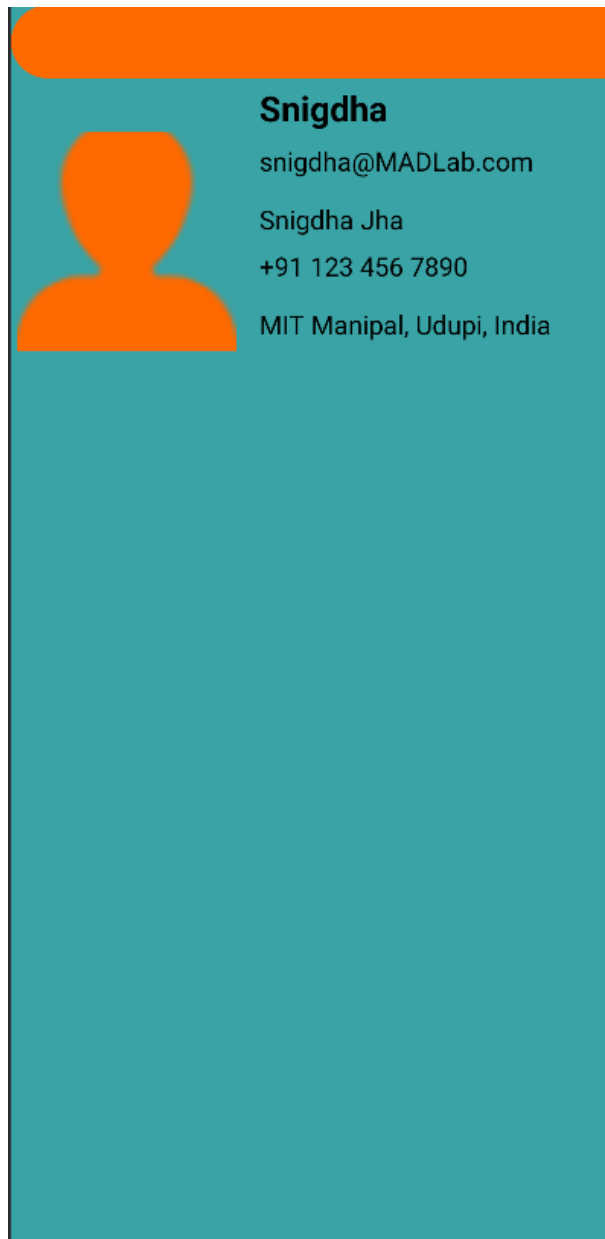 Snigdha
snigdha@MADLab.com
Snigdha Jha
+91 123 456 7890
MIT Manipal, Udupi, India